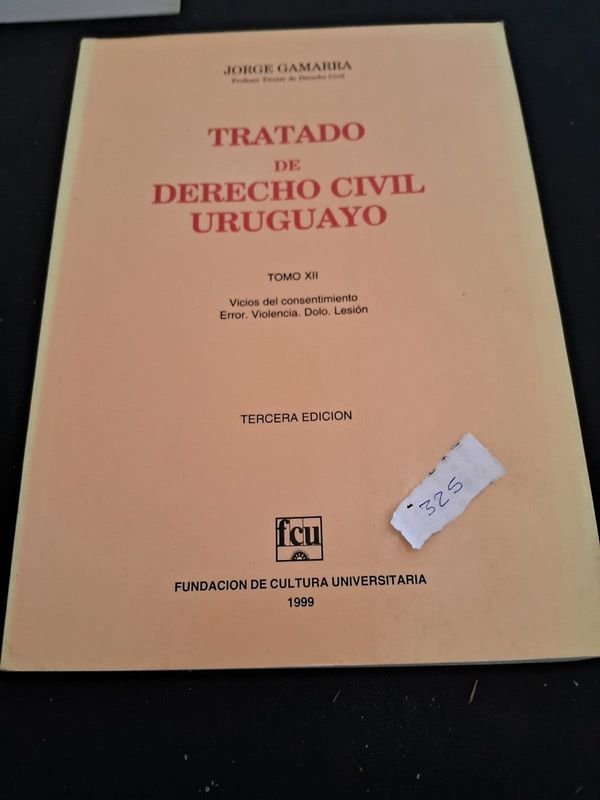 JORGE GAMARRA
Profesor Titular de Derecho Civil
TRATADO
DE
DERECHO CIVIL
URUGUAYO
TOMO XII
Vicios del consentimiento
Error. Violencia. Dolo. Lesión
TERCERA EDICION
325
fcu
FUNDACION DE CULTURA UNIVERSITARIA
1999